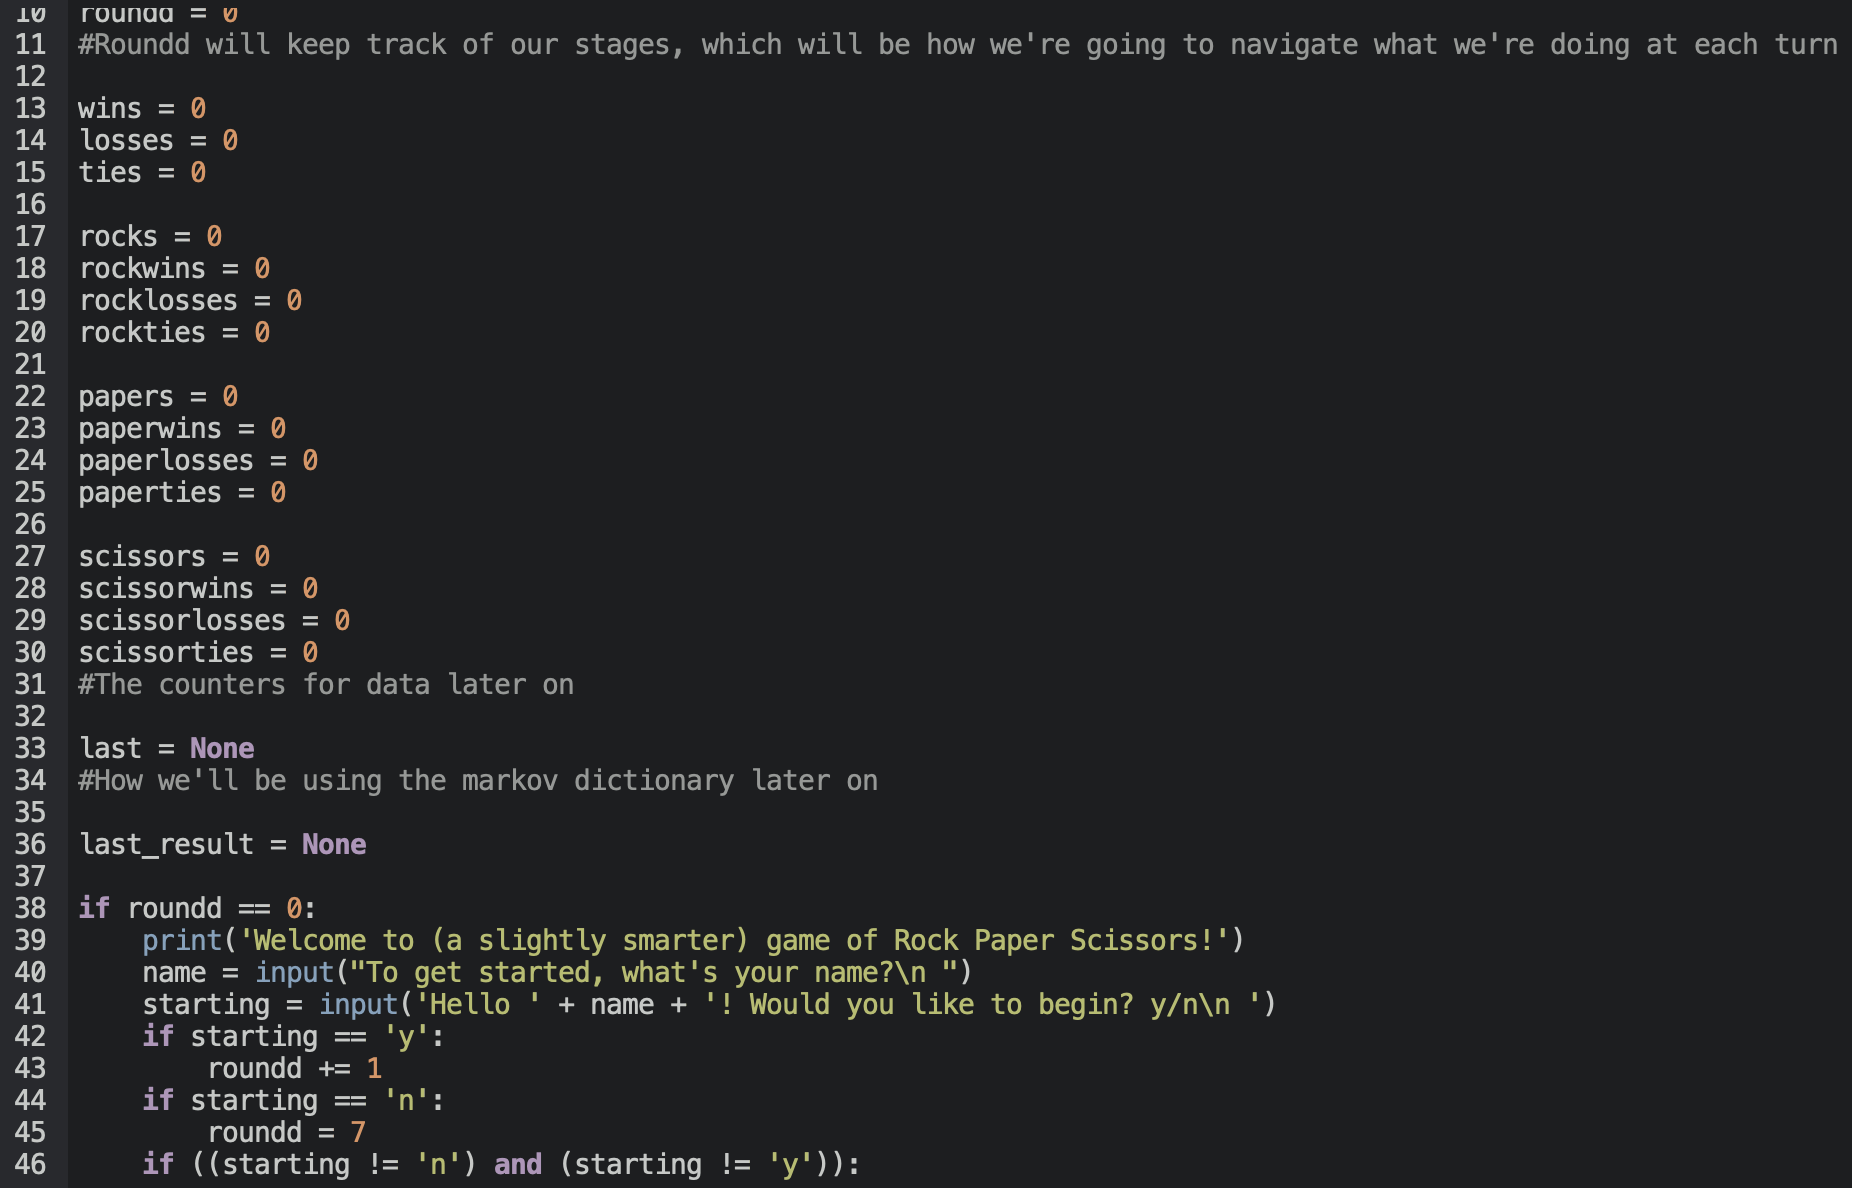 10 roundd = 0
11 #Roundd will keep track of our stages, which will be how we're going to navigate what we're doing at each turn
12
13 wins = 0
14 losses = 0
15 ties = 0
16
17 rocks = 0
18 rockwins = 0
19 rocklosses = 0
20 rockties = 0
21
22 papers = 0
23 paperwins = 0
24 paperlosses = 0
25 paperties = 0
26
27 scissors = 0
28 scissorwins = 0
29 scissorlosses = 0
30 scissorties = 0
31 #The counters for data later on
32
33 last = None
34 #How we'll be using the markov dictionary later on
35
36 last_result = None
37
38 if roundd == 0:
39     print('Welcome to (a slightly smarter) game of Rock Paper Scissors!')
40     name = input("To get started, what's your name?\n ")
41     starting = input('Hello ' + name + '! Would you like to begin? y/n\n ')
42     if starting == 'y':
43         roundd += 1
44     if starting == 'n':
45         roundd = 7
46     if ((starting != 'n') and (starting != 'y')):